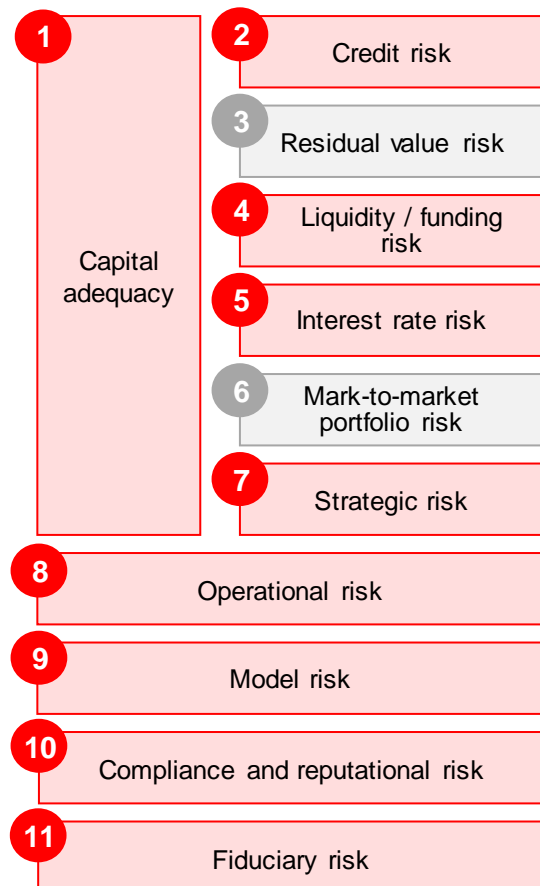 1
Capital
adequacy
2
Credit risk
3
Residual value risk
4
Liquidity / funding
risk
5
Interest rate risk
6
Mark-to-market
portfolio risk
7
Strategic risk
8
Operational risk
9
Model risk
10
Compliance and reputational risk
11
Fiduciary risk